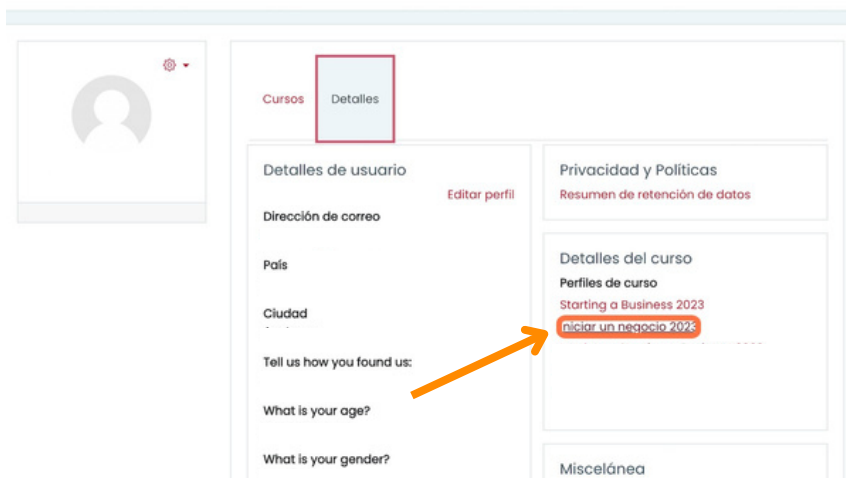 Cursos
Detalles
Detalles de usuario
Editar perfil
Dirección de correo
País
Ciudad
Tell us how you found us:
What is your age?
What is your gender?
Privacidad y Políticas
Resumen de retención de datos
Detalles del curso
Perfiles de curso
Starting a Business 2023
Iniciar un negocio 2023
Miscelánea